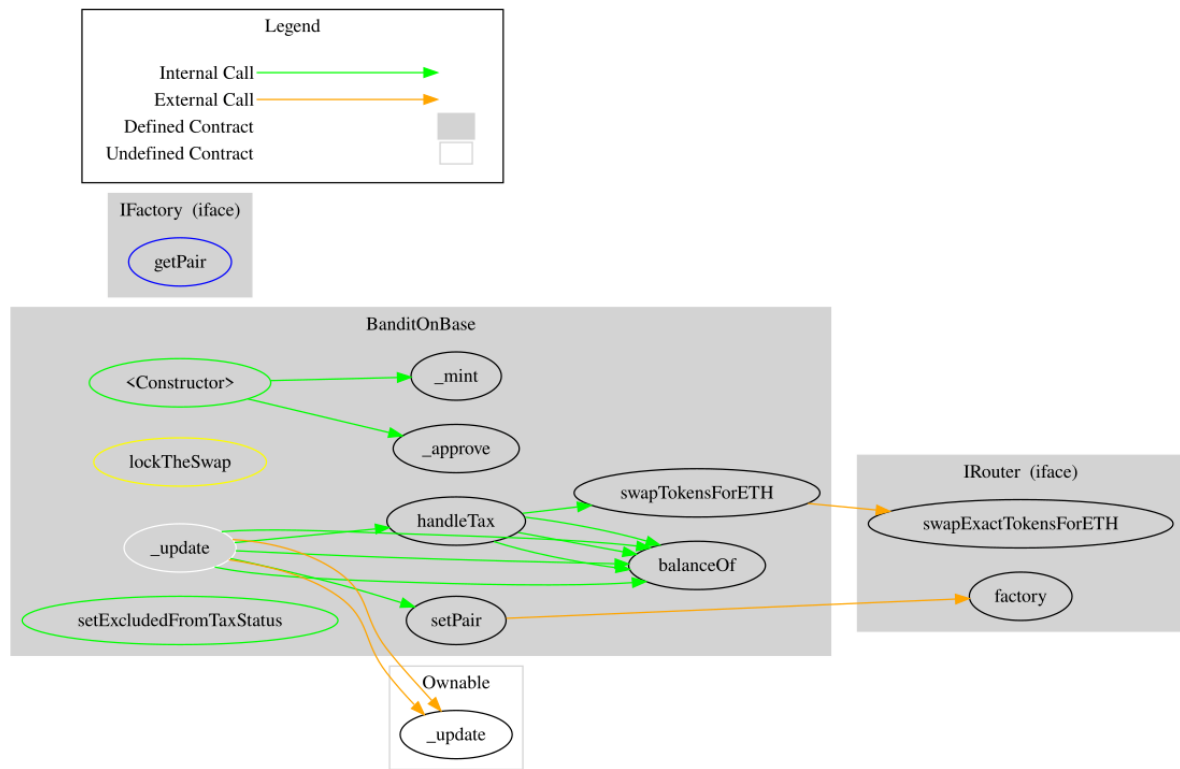 Legend
Internal Call
External Call
Defined Contract
Undefined Contract
IFactory (iface)
getPair
BanditOnBase
<Constructor>
_mint
_approve
lockTheSwap
swapTokensForETH
handleTax
_update
balanceOf
setExcludedFromTaxStatus
setPair
IRouter (iface)
swapExactTokensForETH
factory
Ownable
_update